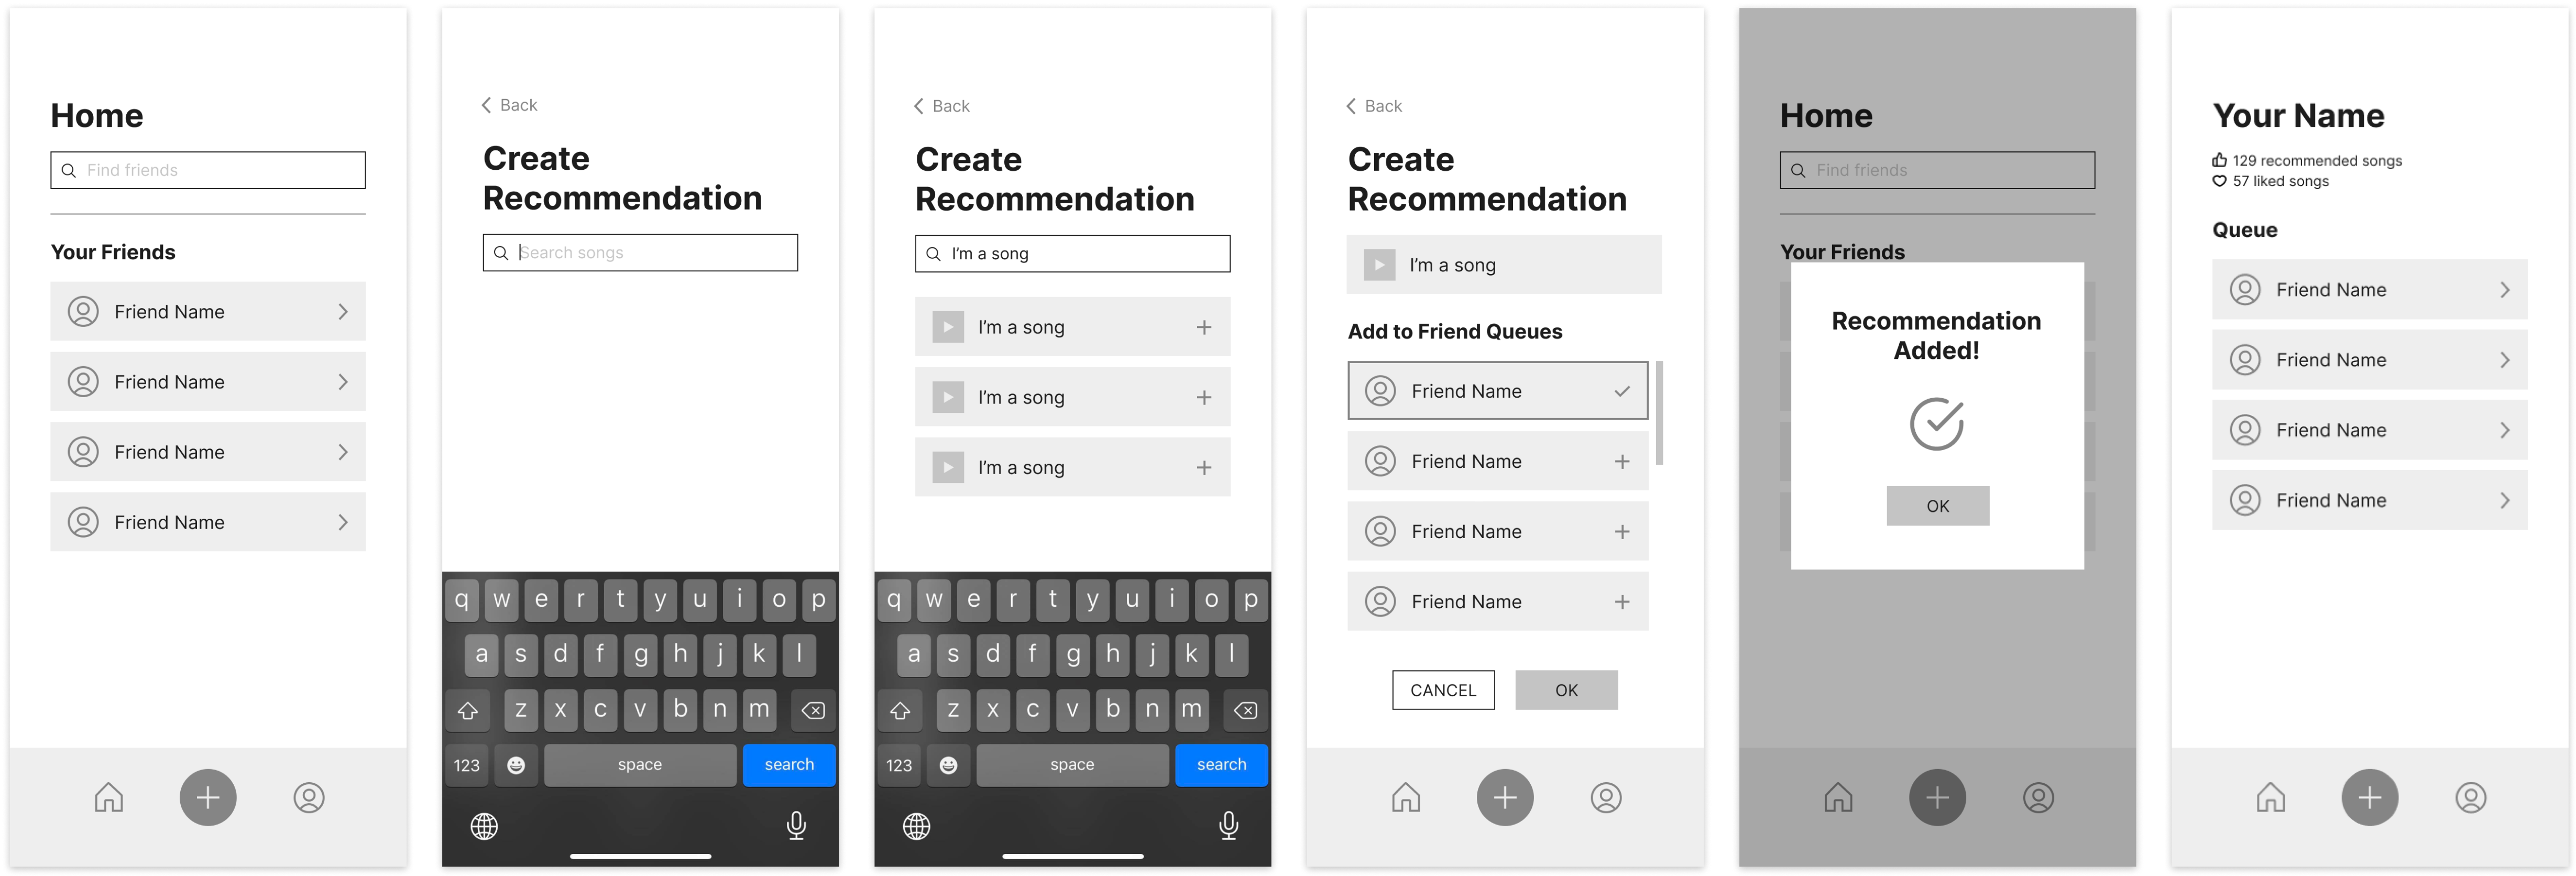 Home
Find friends
Your Friends
Friend Name
Friend Name
Friend Name
Friend Name
Back
Create
Recommendation
Search songs
q w e r t y u i o p
a s d f g h j k l
z x c v b n m
123 space search
Back
Create
Recommendation
I'm a song
I'm a song
I'm a song
I'm a song
q w e r t y u i o p
a s d f g h j k l
z x c v b n m
123 space search
Back
Create
Recommendation
I'm a song
Add to Friend Queues
Friend Name
Friend Name
Friend Name
Friend Name
CANCEL OK
Home
Find friends
Your Friends
Recommendation
Added!
OK
Your Name
129 recommended songs
57 liked songs
Queue
Friend Name
Friend Name
Friend Name
Friend Name